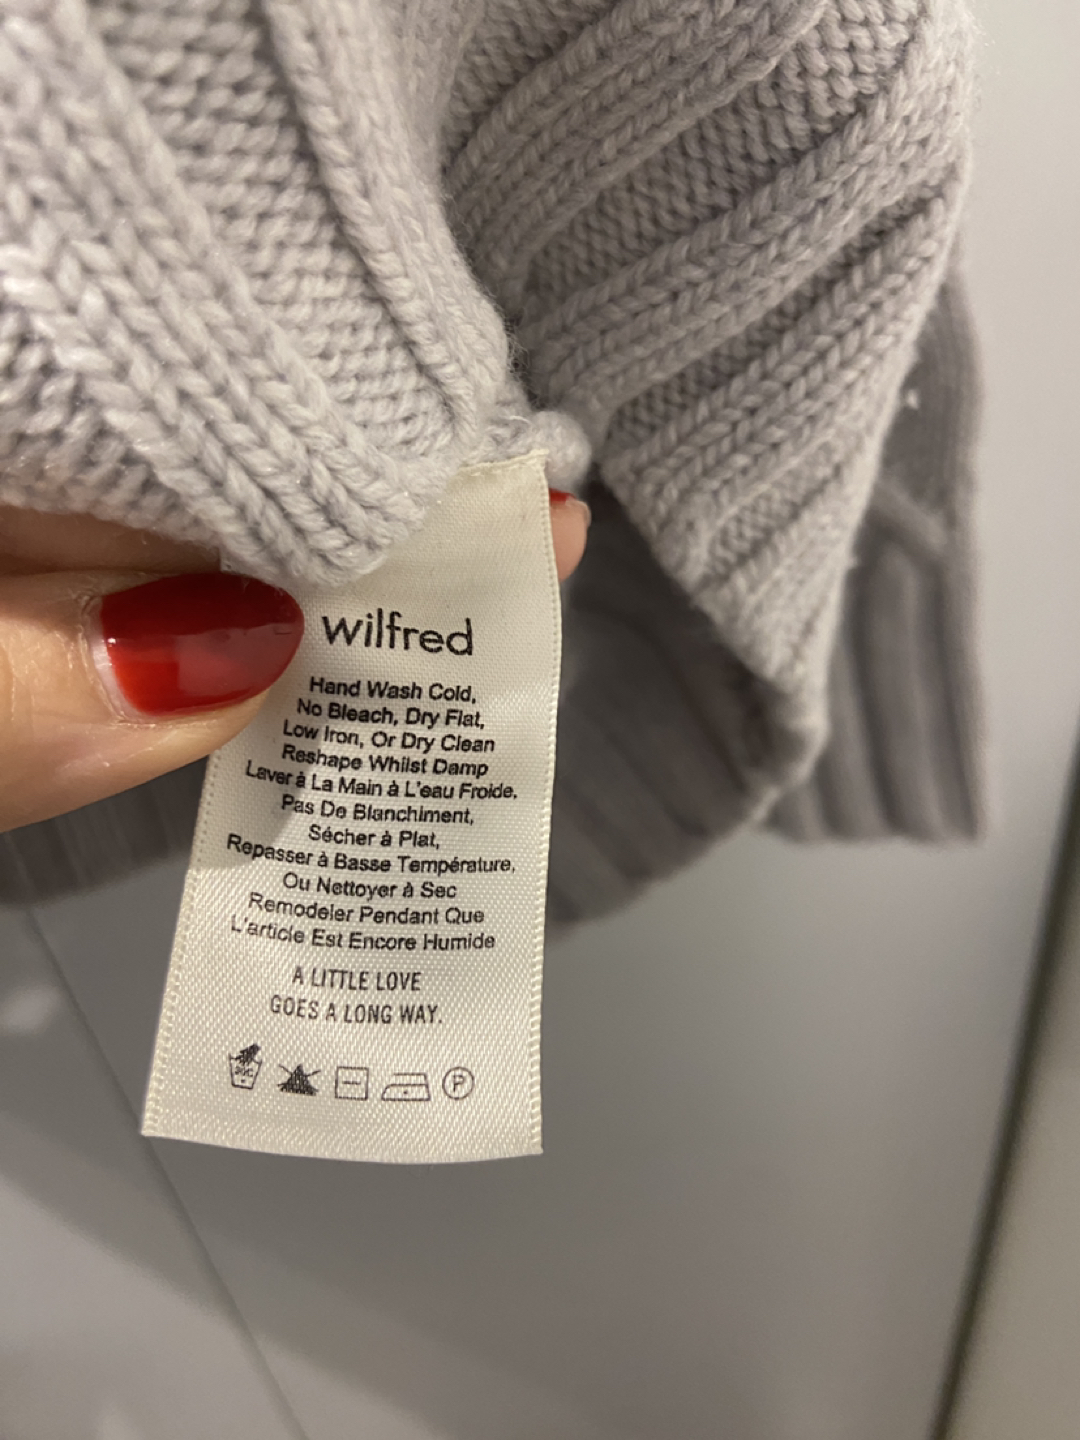 wilfred
Hand Wash Cold,
No Bleach, Dry Flat,
Low Iron, Or Dry Clean
Reshape Whilst Damp
Laver à La Main à L'eau Froide,
Pas De Blanchiment,
Sécher à Plat,
Repasser à Basse Température,
Ou Nettoyer à Sec
Remodeler Pendant Que
L'article Est Encore Humide
A LITTLE LOVE
GOES A LONG WAY.
30C P